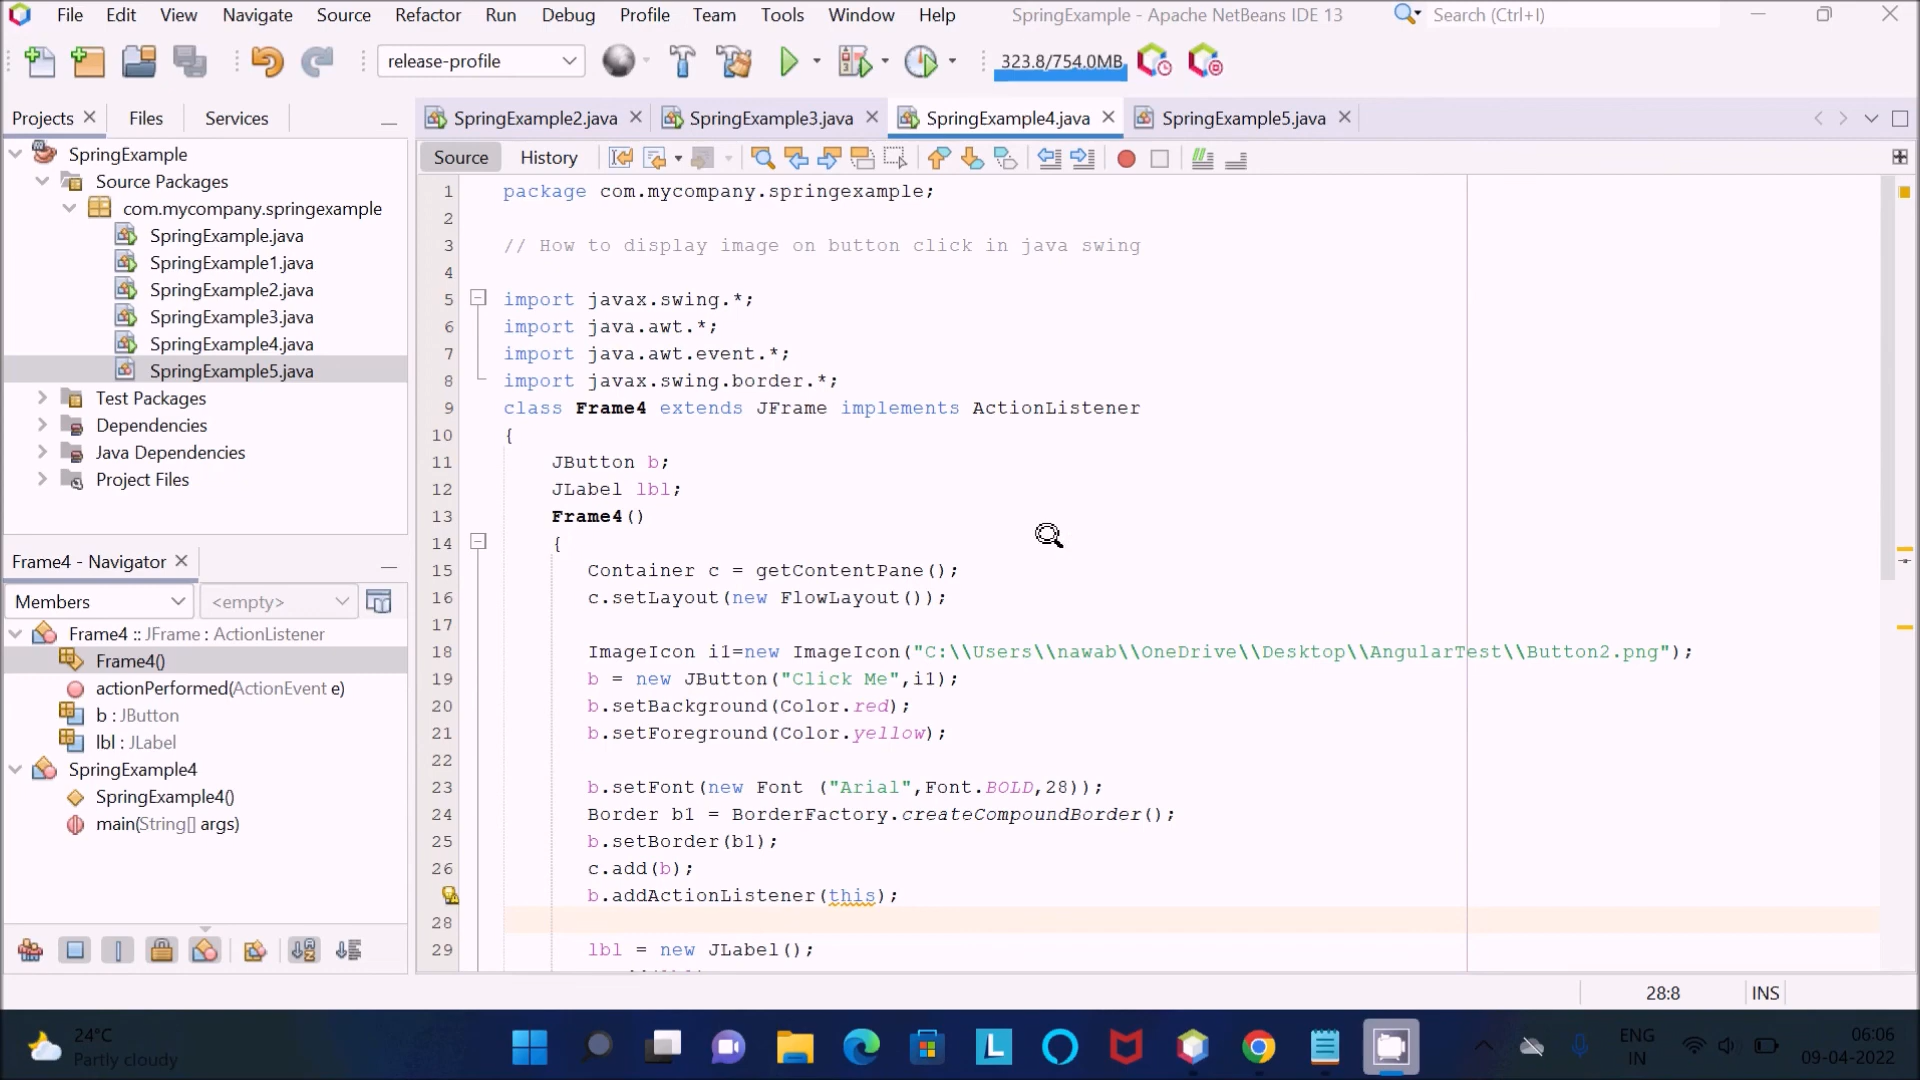 File Edit View Navigate Source Refactor Run Debug Profile Team Tools Window Help SpringExample - Apache NetBeans IDE 13 Search (Ctrl+I)
release-profile 323.8/754.0MB
Projects Files Services
SpringExample2.java SpringExample3.java SpringExample4.java SpringExample5.java
Source History
SpringExample
Source Packages
com.mycompany.springexample
SpringExample.java
SpringExample1.java
SpringExample2.java
SpringExample3.java
SpringExample4.java
SpringExample5.java
Test Packages
Dependencies
Java Dependencies
Project Files
Frame4 - Navigator
Members <empty>
Frame4 :: JFrame : ActionListener
Frame4()
actionPerformed(ActionEvent e)
b : JButton
lbl : JLabel
SpringExample4
SpringExample4()
main(String[] args)
1 package com.mycompany.springexample;
2
3 // How to display image on button click in java swing
4
5 import javax.swing.*;
6 import java.awt.*;
7 import java.awt.event.*;
8 import javax.swing.border.*;
9 class Frame4 extends JFrame implements ActionListener
10 {
11 JButton b;
12 JLabel lbl;
13 Frame4()
14 {
15 Container c = getContentPane();
16 c.setLayout(new FlowLayout());
17
18 ImageIcon i1=new ImageIcon("C:\\Users\\nawab\\OneDrive\\Desktop\\AngularTest\\Button2.png");
19 b = new JButton("Click Me",i1);
20 b.setBackground(Color.red);
21 b.setForeground(Color.yellow);
22
23 b.setFont(new Font ("Arial",Font.BOLD,28));
24 Border b1 = BorderFactory.createCompoundBorder();
25 b.setBorder(b1);
26 c.add(b);
b.addActionListener(this);
28
29 lbl = new JLabel();
28:8 INS
24°C
Partly cloudy
ENG
IN
06:06
09-04-2022